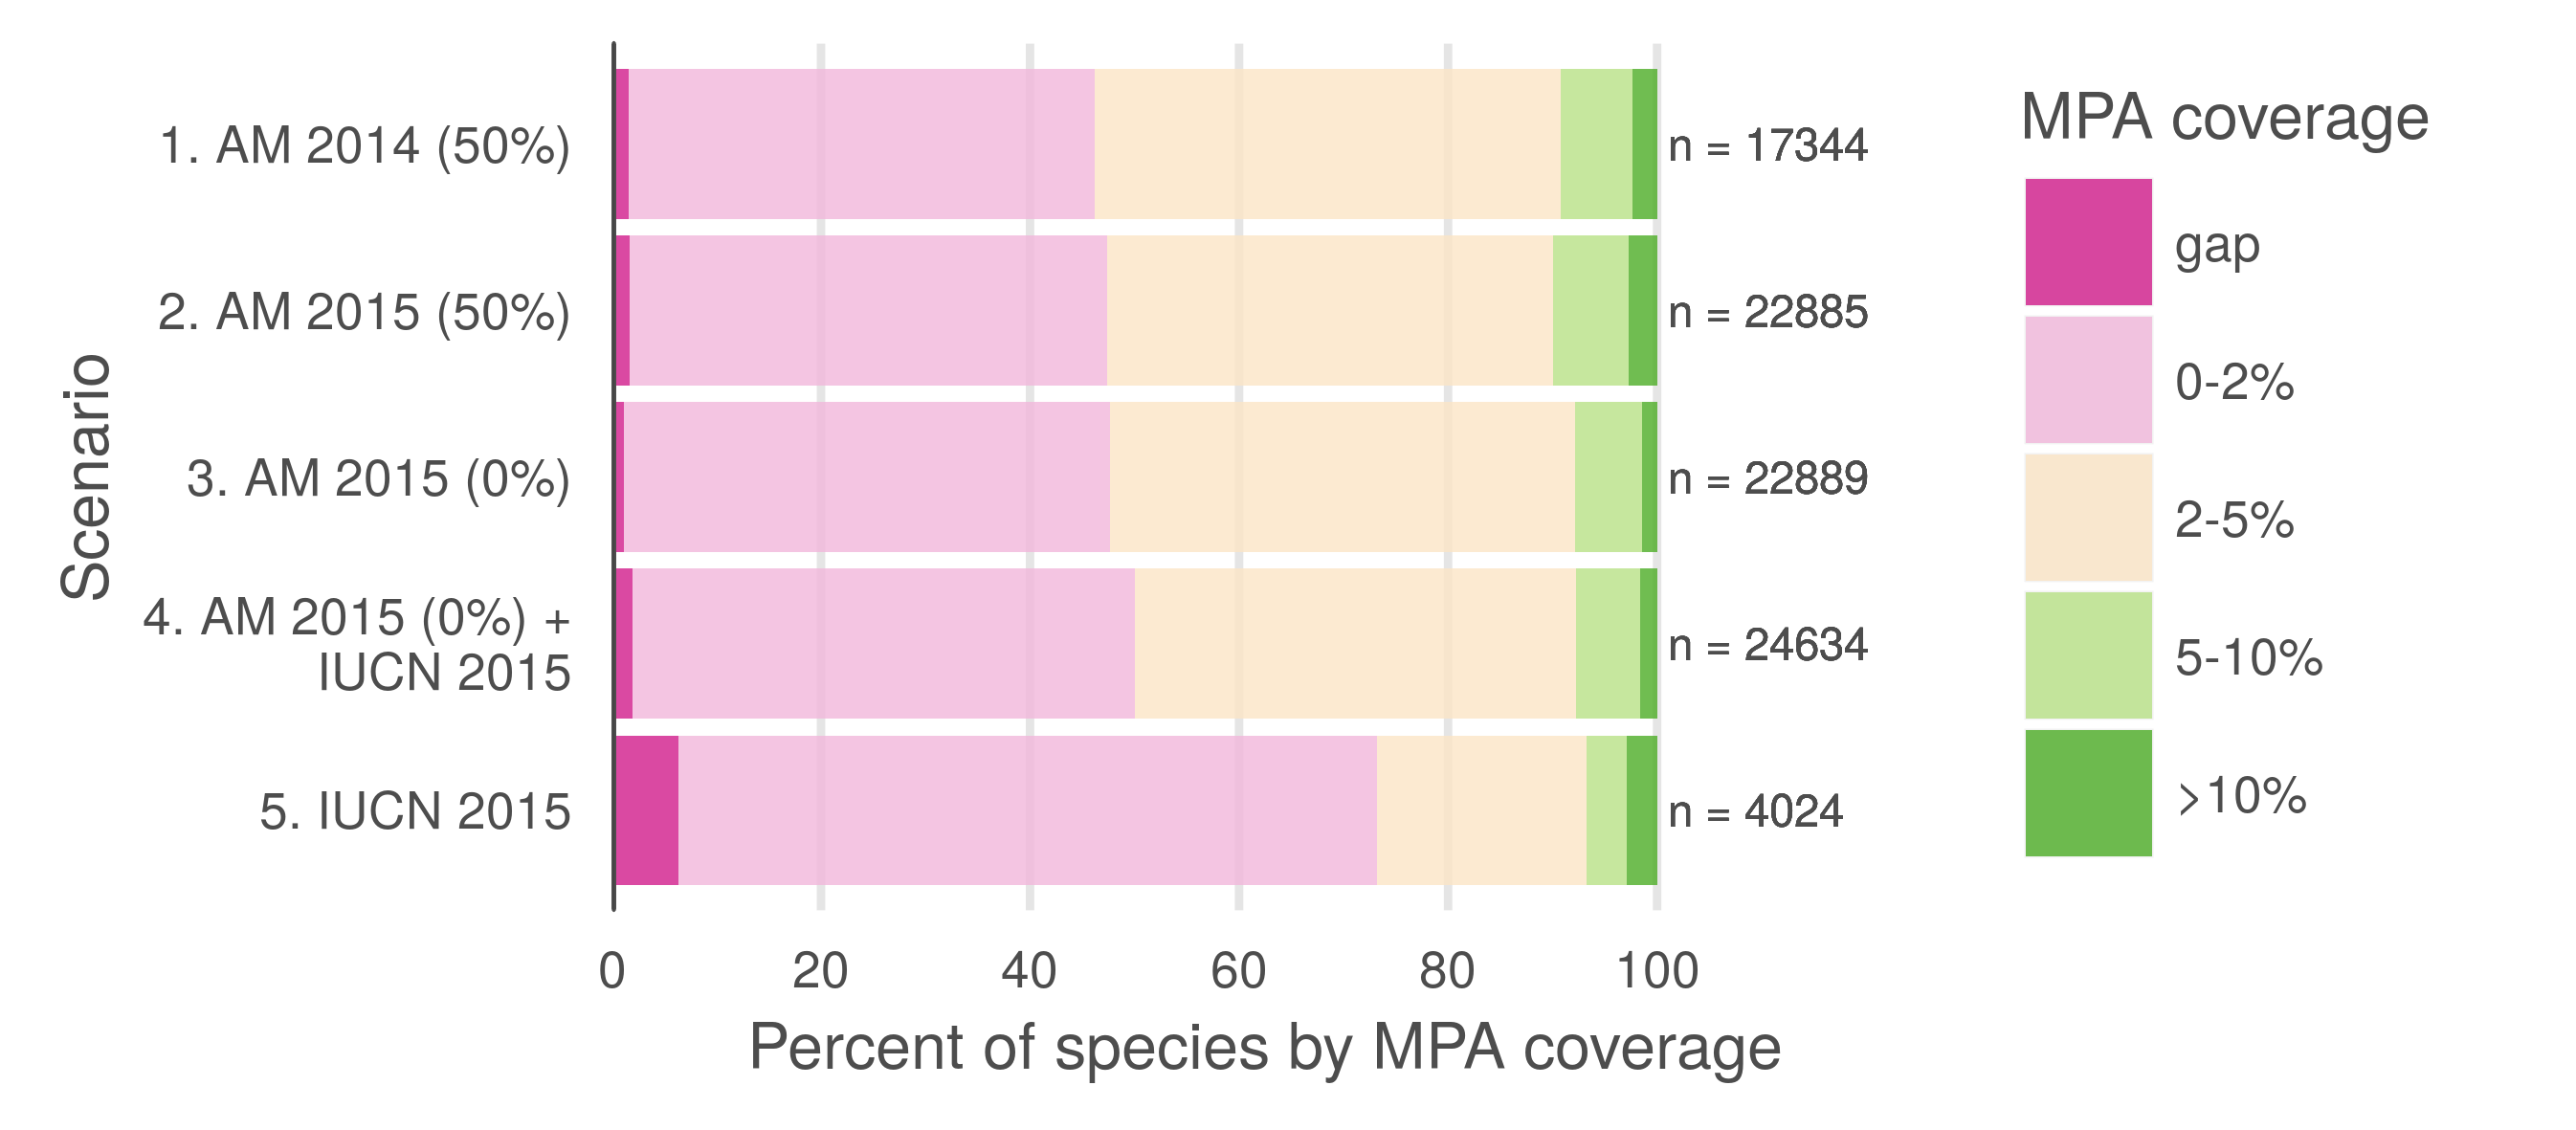 Scenario
1. AM 2014 (50%)
n = 17344
2. AM 2015 (50%)
n = 22885
3. AM 2015 (0%)
n = 22889
4. AM 2015 (0%) +
IUCN 2015
n = 24634
5. IUCN 2015
n = 4024
0 20 40 60 80 100
Percent of species by MPA coverage
MPA coverage
gap
0-2%
2-5%
5-10%
>10%